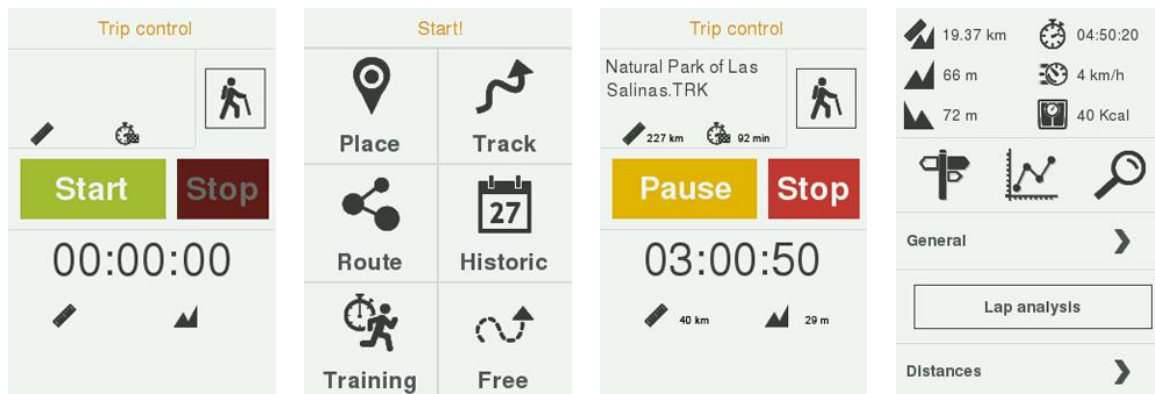 Trip control
Start Stop
00:00:00
Start!
Place Track
27
Route Historic
Training Free
Trip control
Natural Park of Las
Salinas.TRK
227 km 92 min
Pause Stop
03:00:50
40 km 29 m
19.37 km 04:50:20
66 m 4 km/h
72 m 40 Kcal
General
Lap analysis
Distances